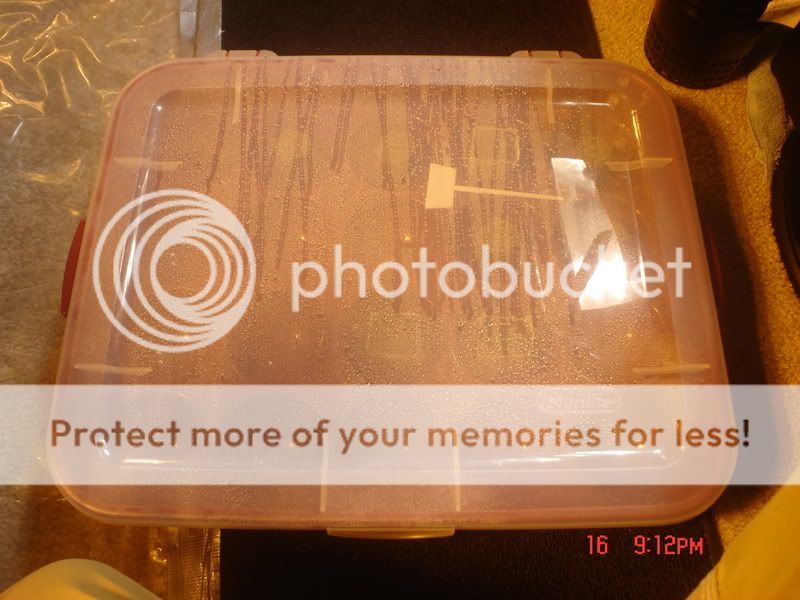 photobucket
Protect more of your memories for less!
16 9:12PM